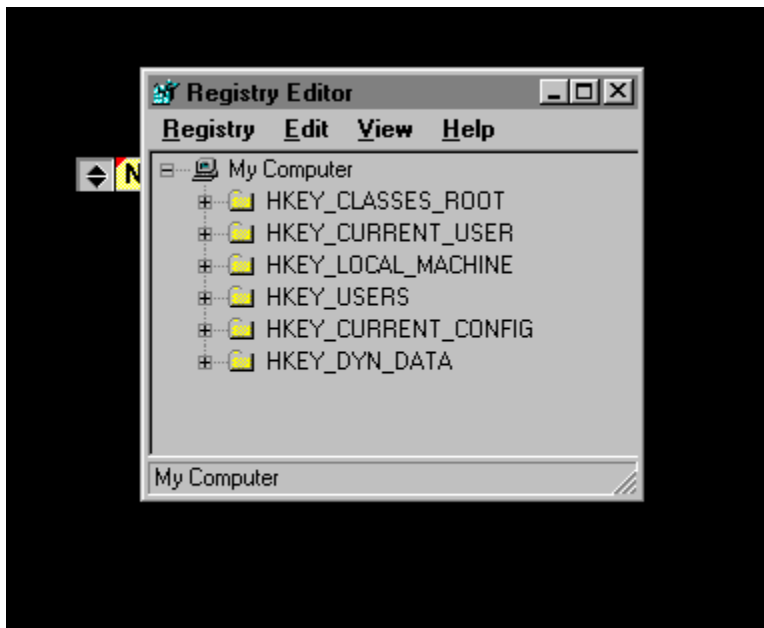 Registry Editor
Registry Edit View Help
N
My Computer
HKEY_CLASSES_ROOT
HKEY_CURRENT_USER
HKEY_LOCAL_MACHINE
HKEY_USERS
HKEY_CURRENT_CONFIG
HKEY_DYN_DATA
My Computer